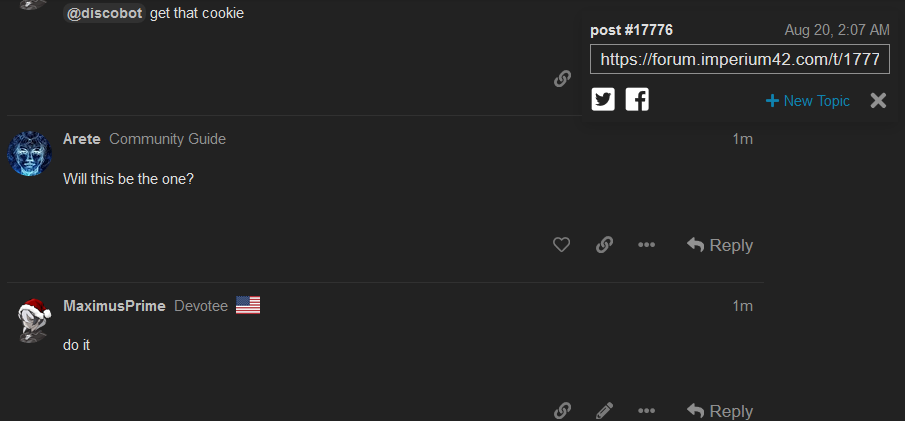 @discobot get that cookie
post #17776 Aug 20, 2:07 AM
https://forum.imperium42.com/t/1777
+ New Topic
Arete Community Guide 1m
Will this be the one?
Reply
MaximusPrime Devotee 1m
do it
Reply